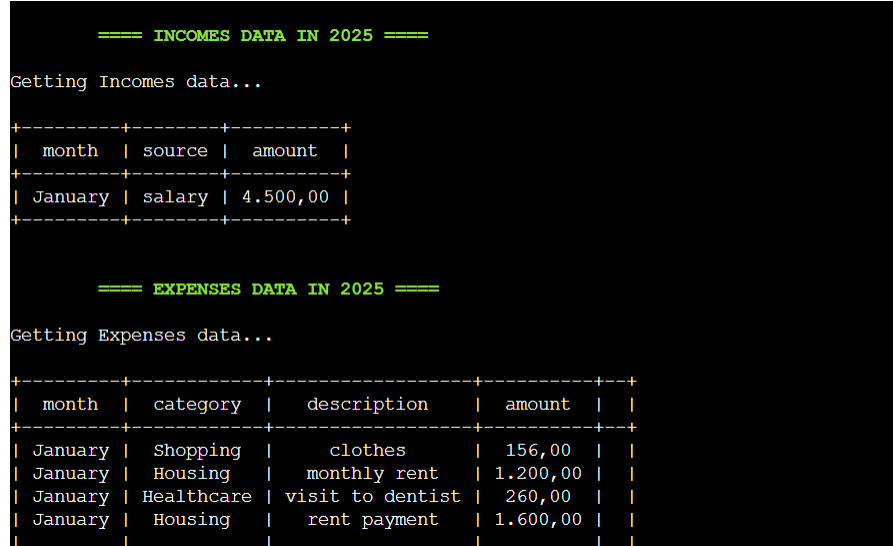 ==== INCOMES DATA IN 2025 ====
Getting Incomes data...
+---------+--------+----------+
|  month  | source |  amount  |
+---------+--------+----------+
| January | salary | 4.500,00 |
+---------+--------+----------+
==== EXPENSES DATA IN 2025 ====
Getting Expenses data...
+---------+------------+------------------+----------+--+
|  month  |  category  |   description    |  amount  |  |
+---------+------------+------------------+----------+--+
| January |  Shopping  |     clothes      |  156,00  |  |
| January |  Housing   |   monthly rent   | 1.200,00 |  |
| January | Healthcare | visit to dentist |  260,00  |  |
| January |  Housing   |   rent payment   | 1.600,00 |  |